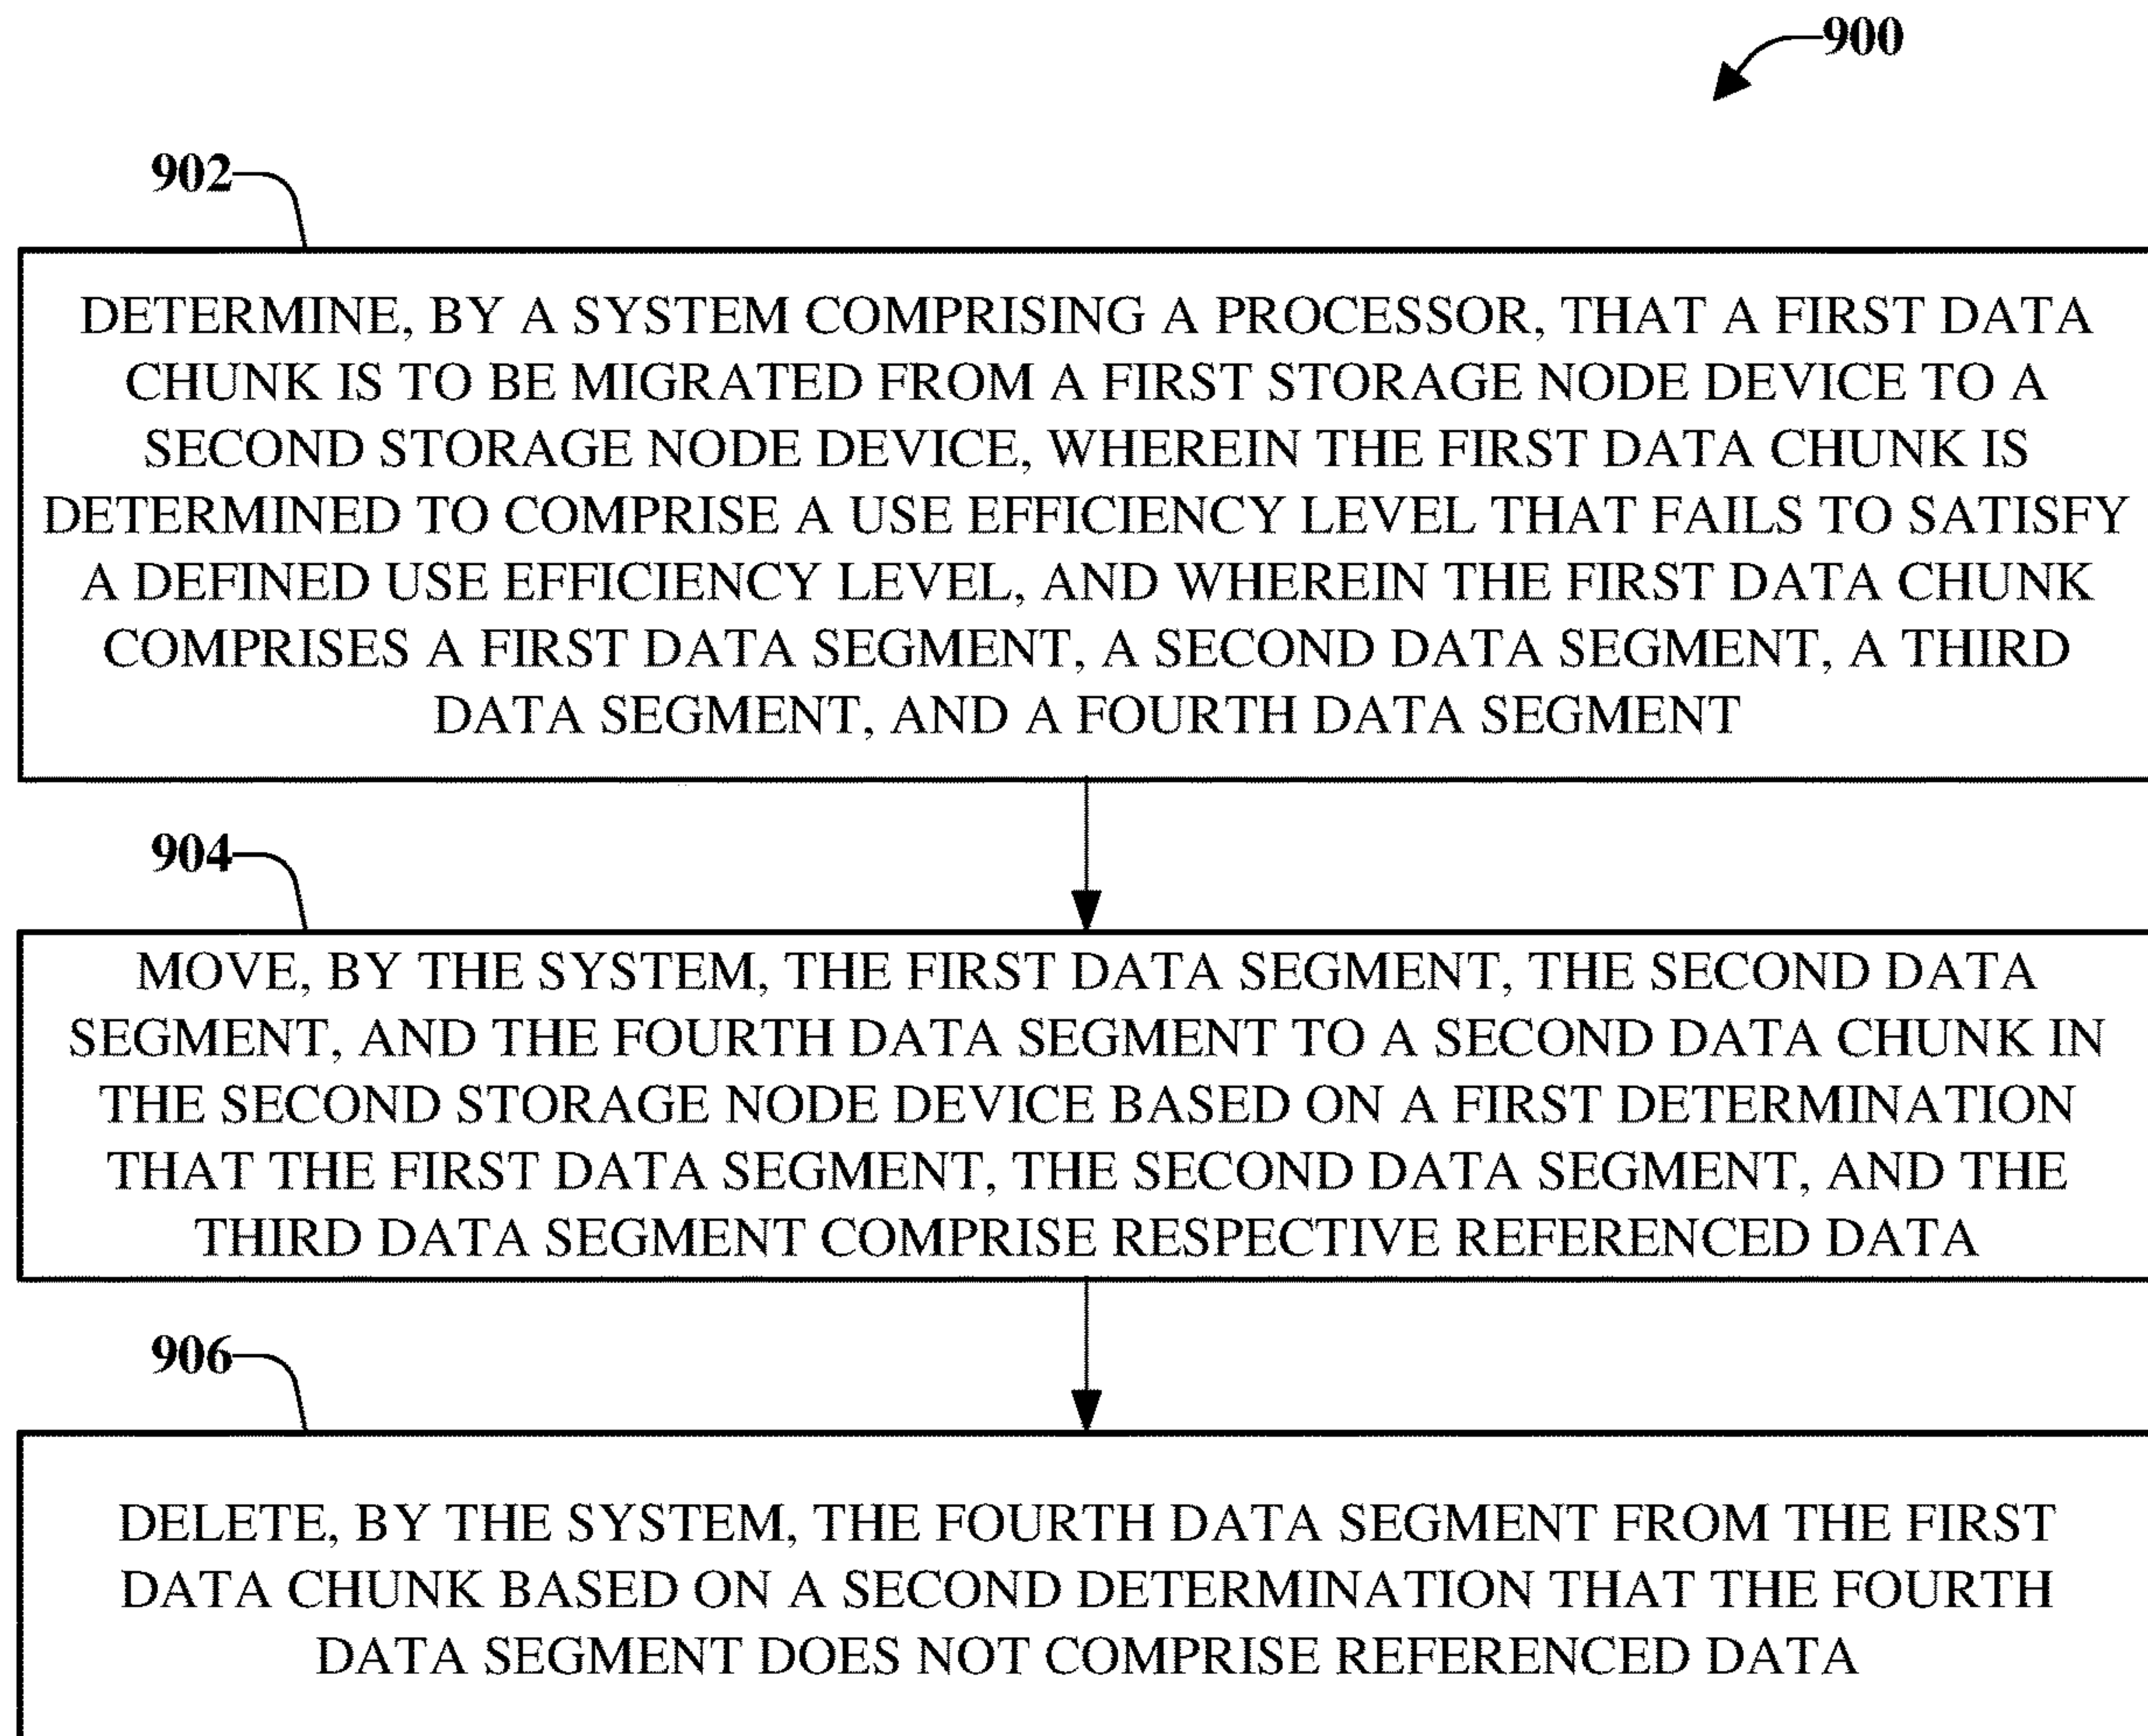 900
902
DETERMINE, BY A SYSTEM COMPRISING A PROCESSOR, THAT A FIRST DATA
CHUNK IS TO BE MIGRATED FROM A FIRST STORAGE NODE DEVICE TO A
SECOND STORAGE NODE DEVICE, WHEREIN THE FIRST DATA CHUNK IS
DETERMINED TO COMPRISE A USE EFFICIENCY LEVEL THAT FAILS TO SATISFY
A DEFINED USE EFFICIENCY LEVEL, AND WHEREIN THE FIRST DATA CHUNK
COMPRISES A FIRST DATA SEGMENT, A SECOND DATA SEGMENT, A THIRD
DATA SEGMENT, AND A FOURTH DATA SEGMENT
904
MOVE, BY THE SYSTEM, THE FIRST DATA SEGMENT, THE SECOND DATA
SEGMENT, AND THE FOURTH DATA SEGMENT TO A SECOND DATA CHUNK IN
THE SECOND STORAGE NODE DEVICE BASED ON A FIRST DETERMINATION
THAT THE FIRST DATA SEGMENT, THE SECOND DATA SEGMENT, AND THE
THIRD DATA SEGMENT COMPRISE RESPECTIVE REFERENCED DATA
906
DELETE, BY THE SYSTEM, THE FOURTH DATA SEGMENT FROM THE FIRST
DATA CHUNK BASED ON A SECOND DETERMINATION THAT THE FOURTH
DATA SEGMENT DOES NOT COMPRISE REFERENCED DATA